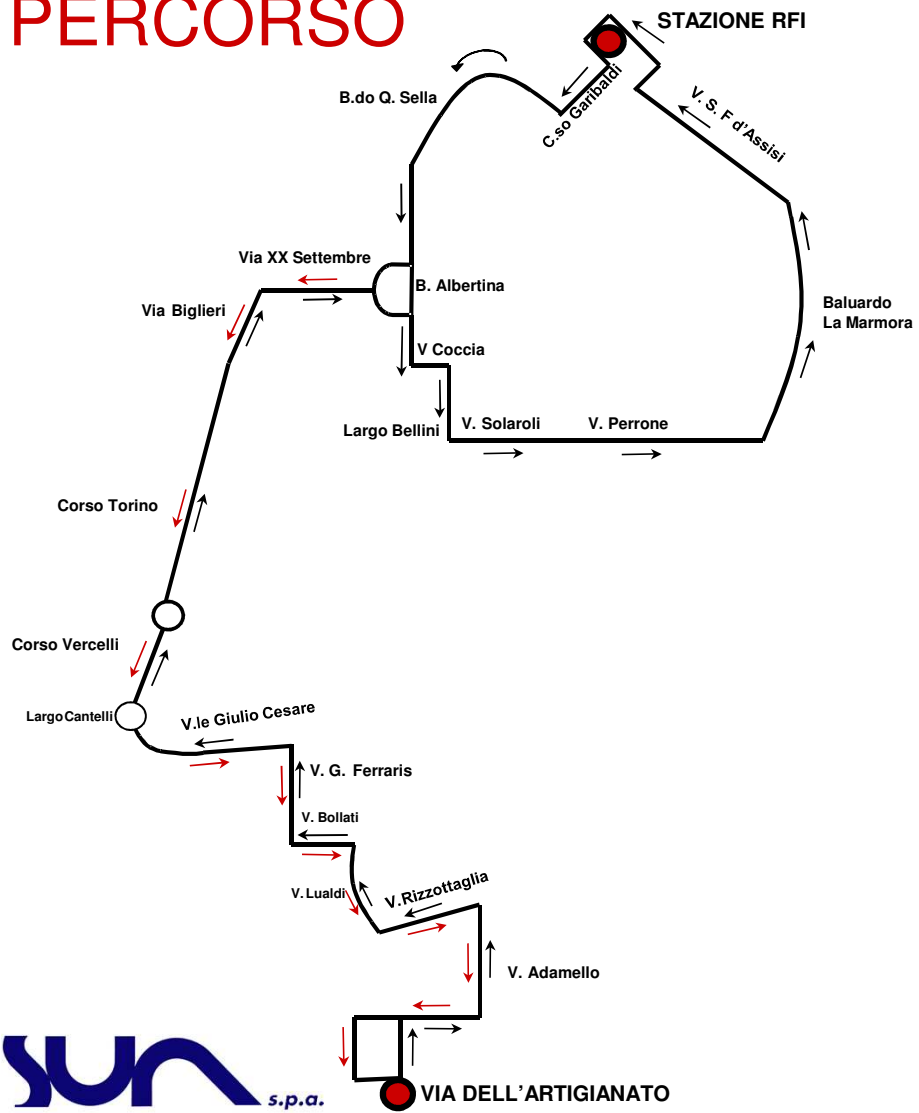 PERCORSO
STAZIONE RFI
B.do Q. Sella
C.so Garibaldi
V. S. F d'Assisi
Via XX Settembre
B. Albertina
Via Biglieri
Baluardo
La Marmora
V Coccia
Largo Bellini
V. Solaroli
V. Perrone
Corso Torino
Corso Vercelli
Largo Cantelli
V.le Giulio Cesare
V. G. Ferraris
V. Bollati
V. Lualdi
V.Rizzottaglia
V. Adamello
sun s.p.a.
VIA DELL'ARTIGIANATO